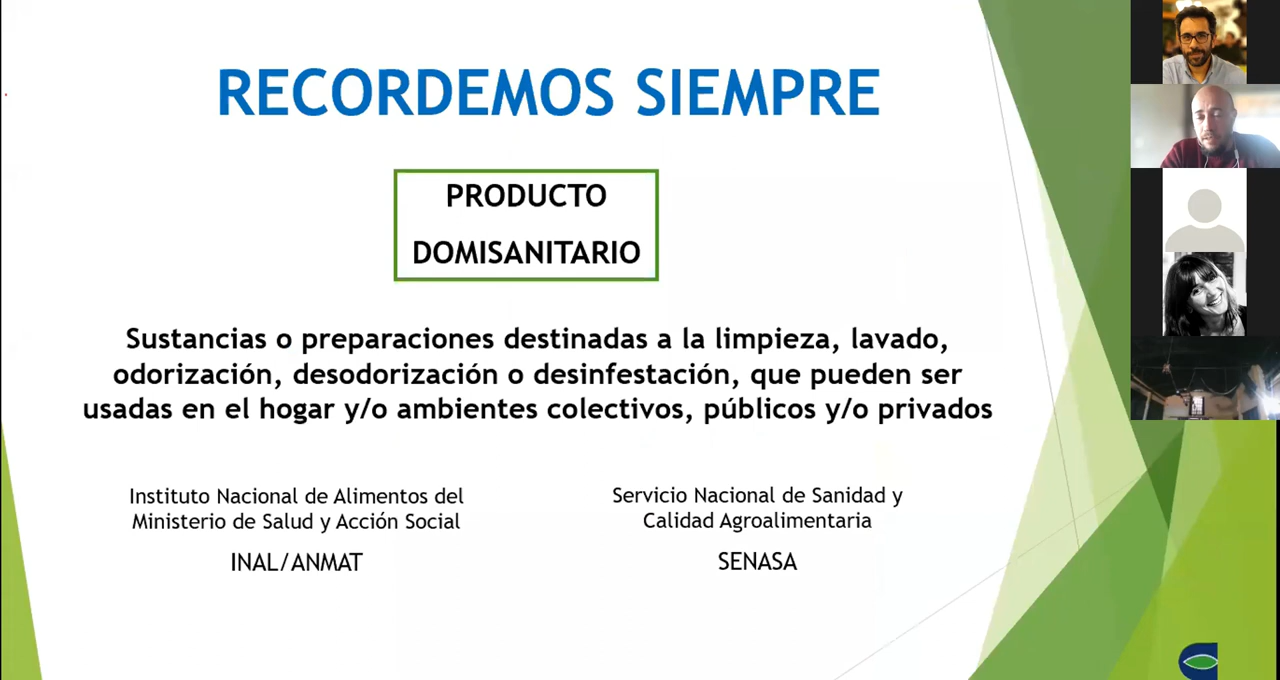 RECORDEMOS SIEMPRE
PRODUCTO
DOMISANITARIO
Sustancias o preparaciones destinadas a la limpieza, lavado,
odorización, desodorización o desinfestación, que pueden ser
usadas en el hogar y/o ambientes colectivos, públicos y/o privados
Instituto Nacional de Alimentos del
Ministerio de Salud y Acción Social
INAL/ANMAT
Servicio Nacional de Sanidad y
Calidad Agroalimentaria
SENASA